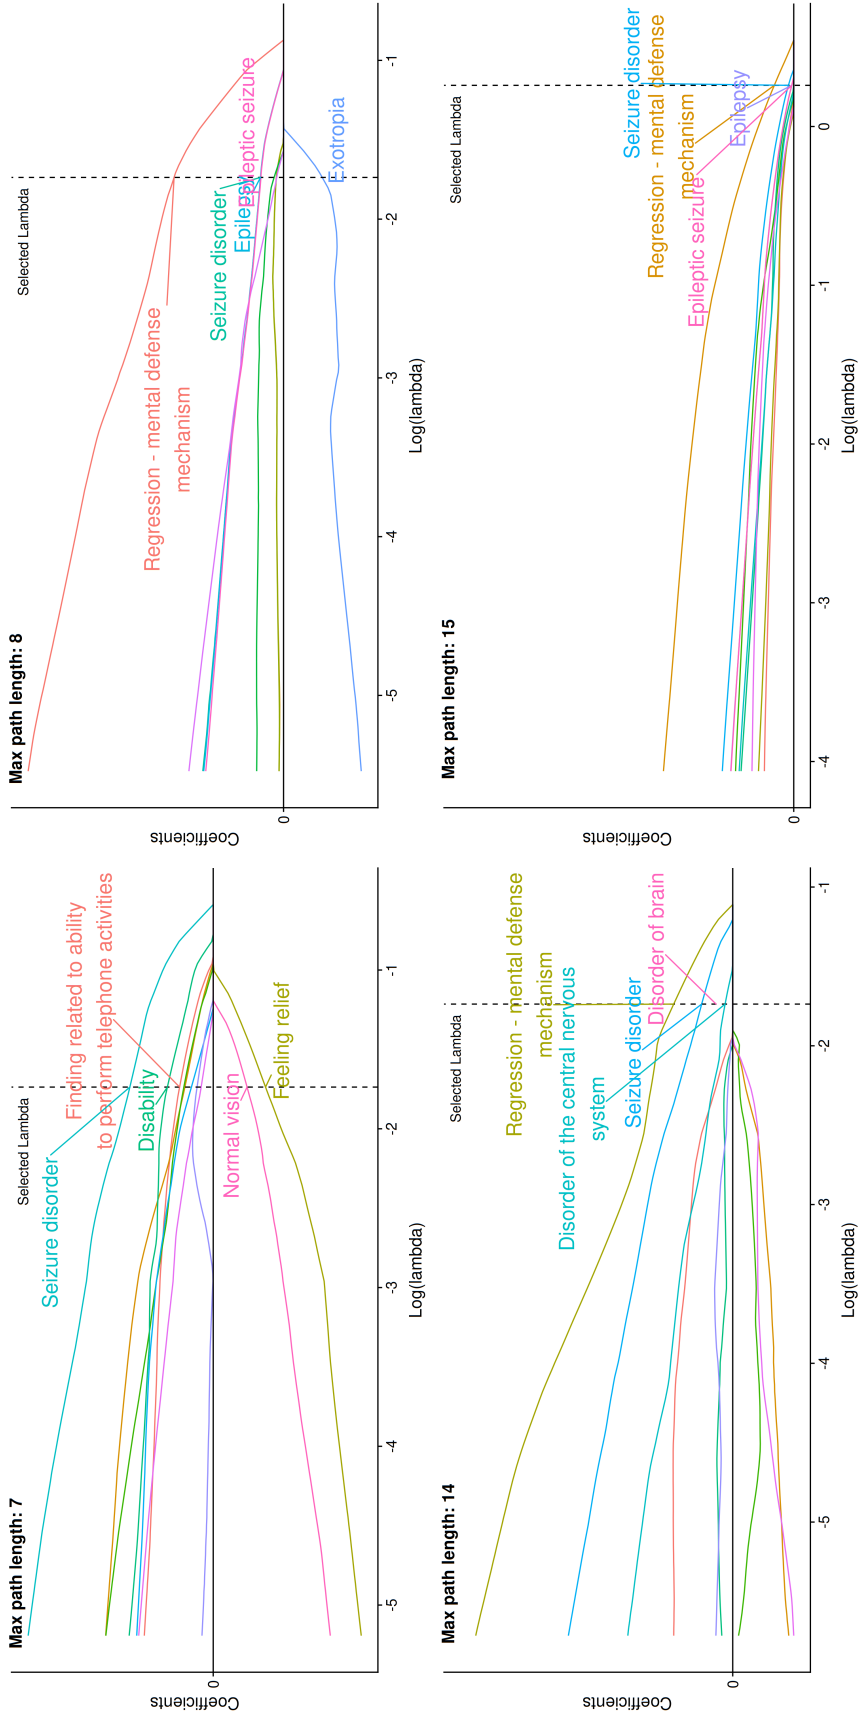 Max path length: 7
Selected Lambda
Seizure disorder
Finding related to ability
to perform telephone activities
Disability
Normal vision
Feeling relief
Coefficients
0
-5
-4
-3
-2
-1
Log(lambda)
Max path length: 8
Selected Lambda
Regression - mental defense
mechanism
Seizure disorder
Epilepsy
Epileptic seizure
Exotropia
Coefficients
0
-5
-4
-3
-2
-1
Log(lambda)
Max path length: 14
Selected Lambda
Regression - mental defense
mechanism
Disorder of the central nervous
system
Seizure disorder
Disorder of brain
Coefficients
0
-5
-4
-3
-2
-1
Log(lambda)
Max path length: 15
Selected Lambda
Seizure disorder
Regression - mental defense
mechanism
Epileptic seizure
Epilepsy
Coefficients
0
-4
-3
-2
-1
0
Log(lambda)